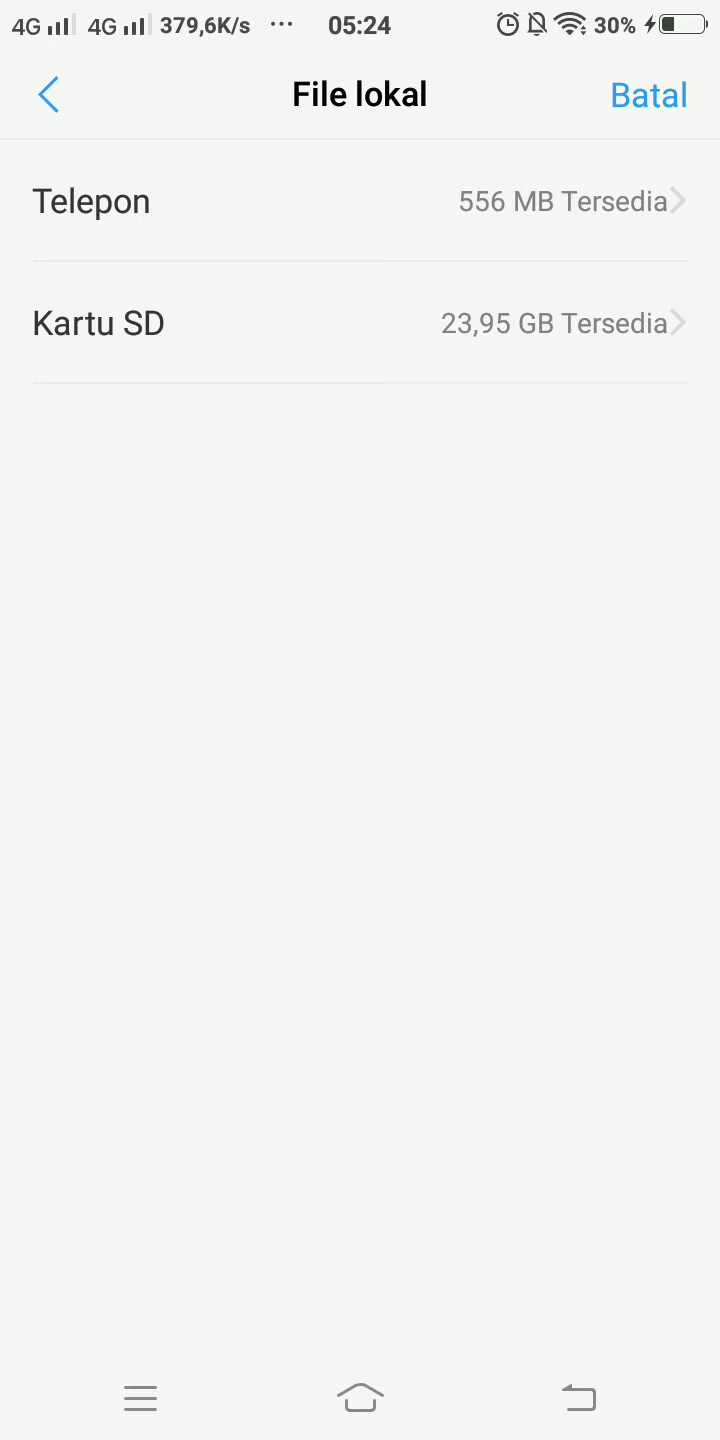 4G 4G 379,6K/s ... 05:24 30%
File lokal Batal
Telepon 556 MB Tersedia
Kartu SD 23,95 GB Tersedia